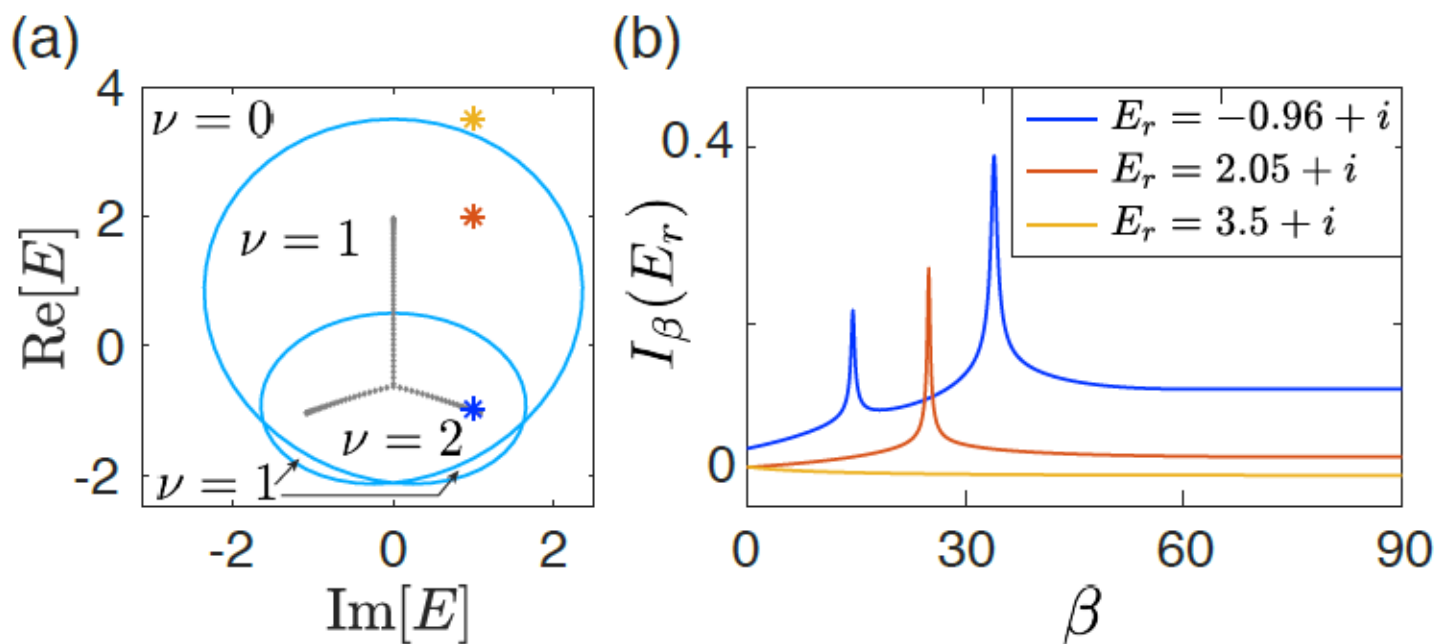 (a)
4
2
0
-2
Re[E]
-2 0 2
Im[E]
ν = 0
ν = 1
ν = 2
ν = 1
(b)
0.4
0
I_β(E_r)
0 30 60 90
β
E_r = −0.96 + i
E_r = 2.05 + i
E_r = 3.5 + i